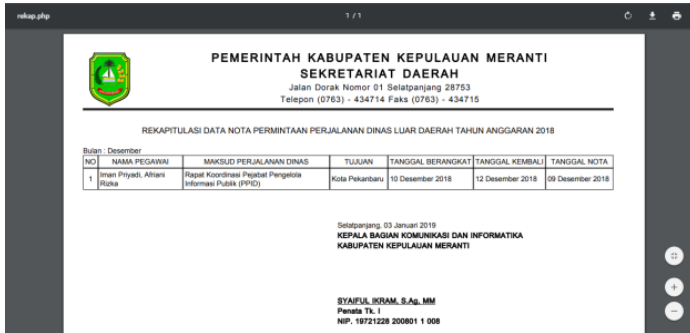 rekap.php
1 / 1
PEMERINTAH KABUPATEN KEPULAUAN MERANTI
SEKRETARIAT DAERAH
Jalan Dorak Nomor 01 Selatpanjang 28753
Telepon (0763) - 434714 Faks (0763) - 434715
REKAPITULASI DATA NOTA PERMINTAAN PERJALANAN DINAS LUAR DAERAH TAHUN ANGGARAN 2018
Bulan : Desember
NO NAMA PEGAWAI MAKSUD PERJALANAN DINAS TUJUAN TANGGAL BERANGKAT TANGGAL KEMBALI TANGGAL NOTA
1 Iman Priyadi, Afriani Rizka Rapat Koordinasi Pejabat Pengelola Informasi Publik (PPID) Kota Pekanbaru 10 Desember 2018 12 Desember 2018 09 Desember 2018
Selatpanjang, 03 Januari 2019
KEPALA BAGIAN KOMUNIKASI DAN INFORMATIKA
KABUPATEN KEPULAUAN MERANTI
SYAIFUL IKRAM, S.Ag, MM
Penata Tk. I
NIP. 19721228 200801 1 008